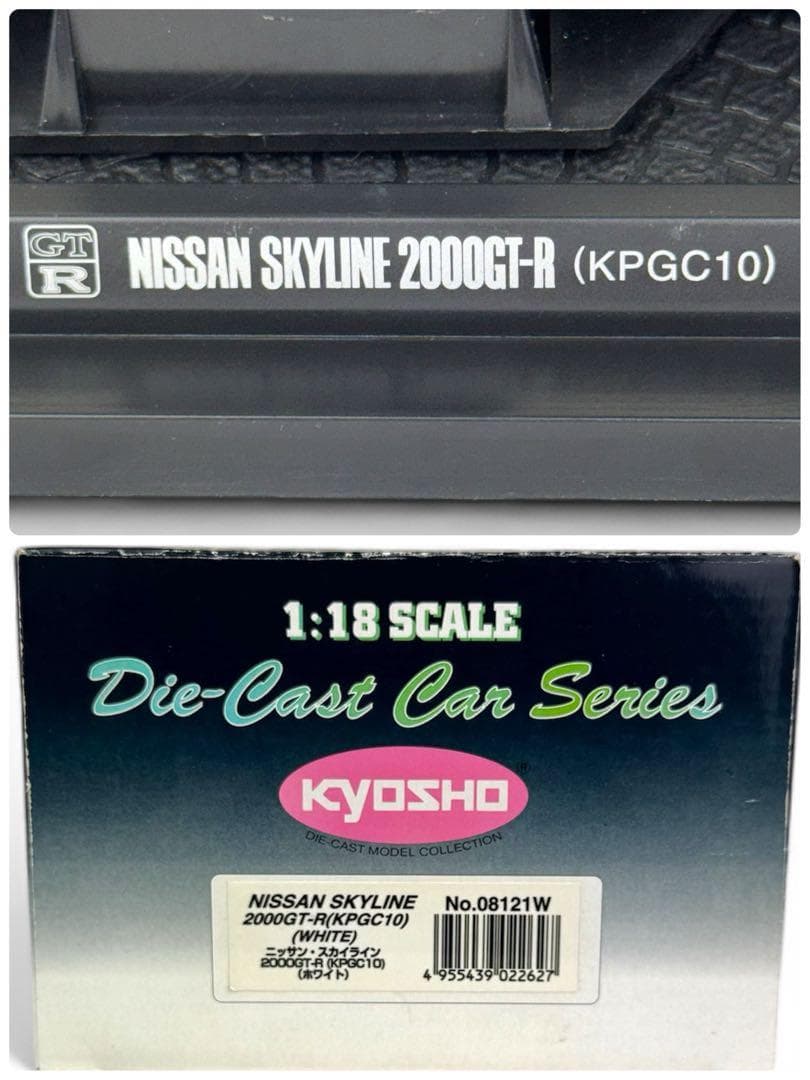 GT
R
NISSAN SKYLINE 2000GT-R (KPGC10)
1:18 SCALE
Die-Cast Car Series
KYOSHO
(R)
DIE-CAST MODEL COLLECTION
NISSAN SKYLINE
2000GT-R(KPGC10)
(WHITE)
ニッサン・スカイライン
2000GT-R (KPGC10)
(ホワイト)
No.08121W
4 955439 022627